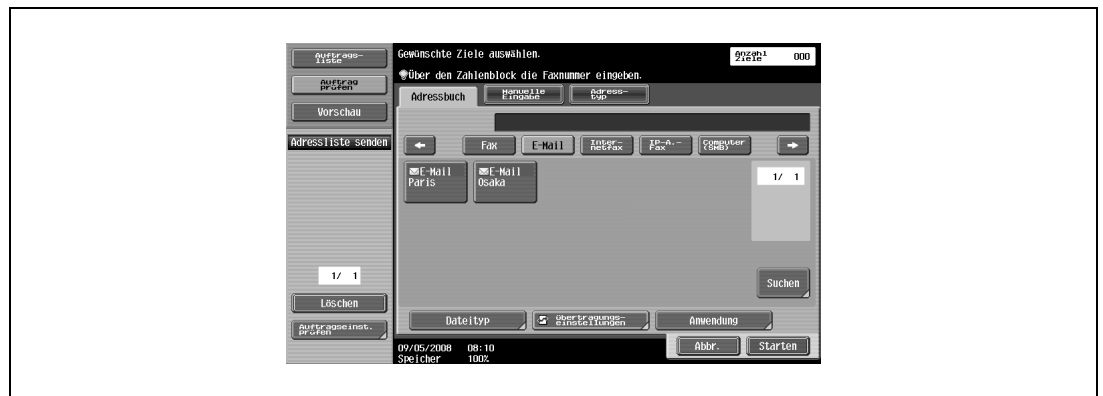 Auftrags-
liste
Auftrag
prüfen
Vorschau
Adressliste senden
1/ 1
Löschen
Auftragseinst.
prüfen
Gewünschte Ziele auswählen.
Anzahl
Ziele 000
Über den Zahlenblock die Faxnummer eingeben.
Adressbuch
Manuelle
Eingabe
Adress-
typ
Fax
E-Mail
Inter-
netfax
IP-A.-
Fax
Computer
(SMB)
E-Mail
Paris
E-Mail
Osaka
1/ 1
Suchen
Dateityp
Übertragungs-
einstellungen
Anwendung
09/05/2008 08:10
Speicher 100%
Abbr.
Starten